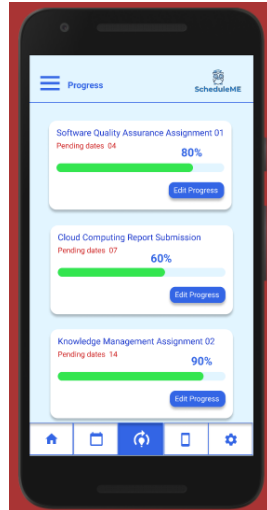 Progress
ScheduleME
Software Quality Assurance Assignment 01
Pending dates 04
80%
Edit Progress
Cloud Computing Report Submission
Pending dates 07
60%
Edit Progress
Knowledge Management Assignment 02
Pending dates 14
90%
Edit Progress